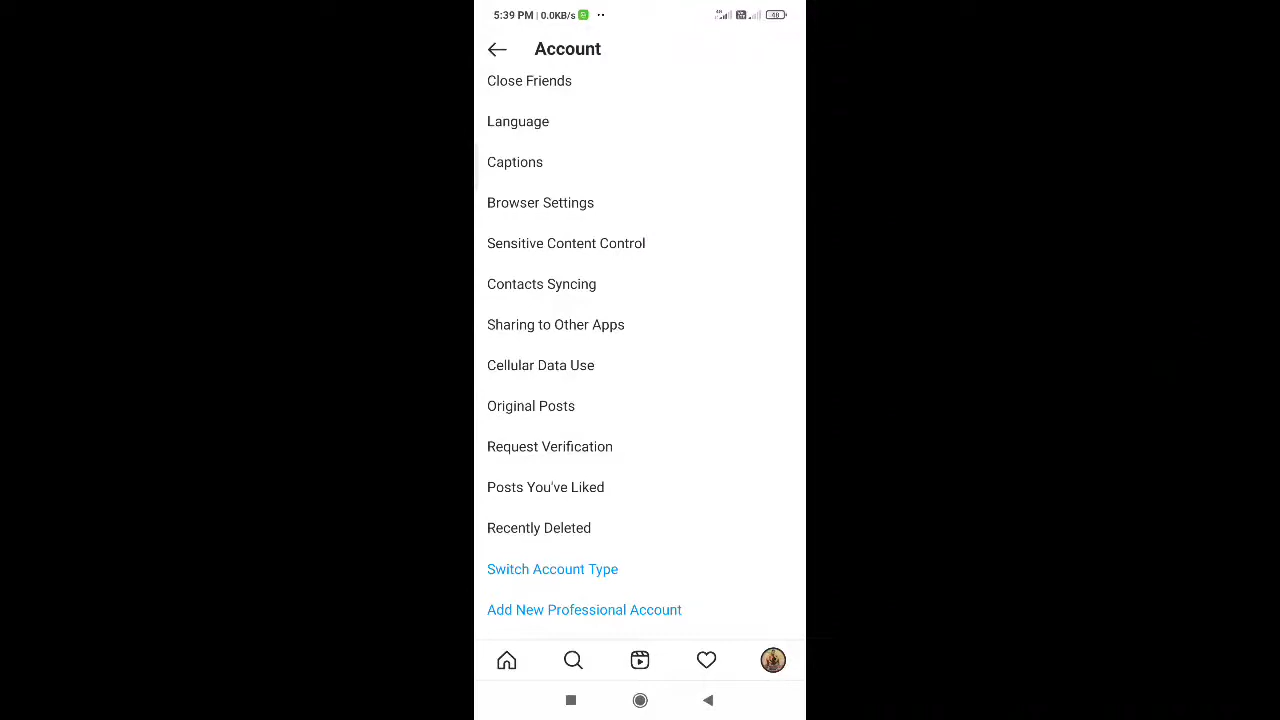 5:39 PM | 0.0KB/s
Account
Close Friends
Language
Captions
Browser Settings
Sensitive Content Control
Contacts Syncing
Sharing to Other Apps
Cellular Data Use
Original Posts
Request Verification
Posts You've Liked
Recently Deleted
Switch Account Type
Add New Professional Account